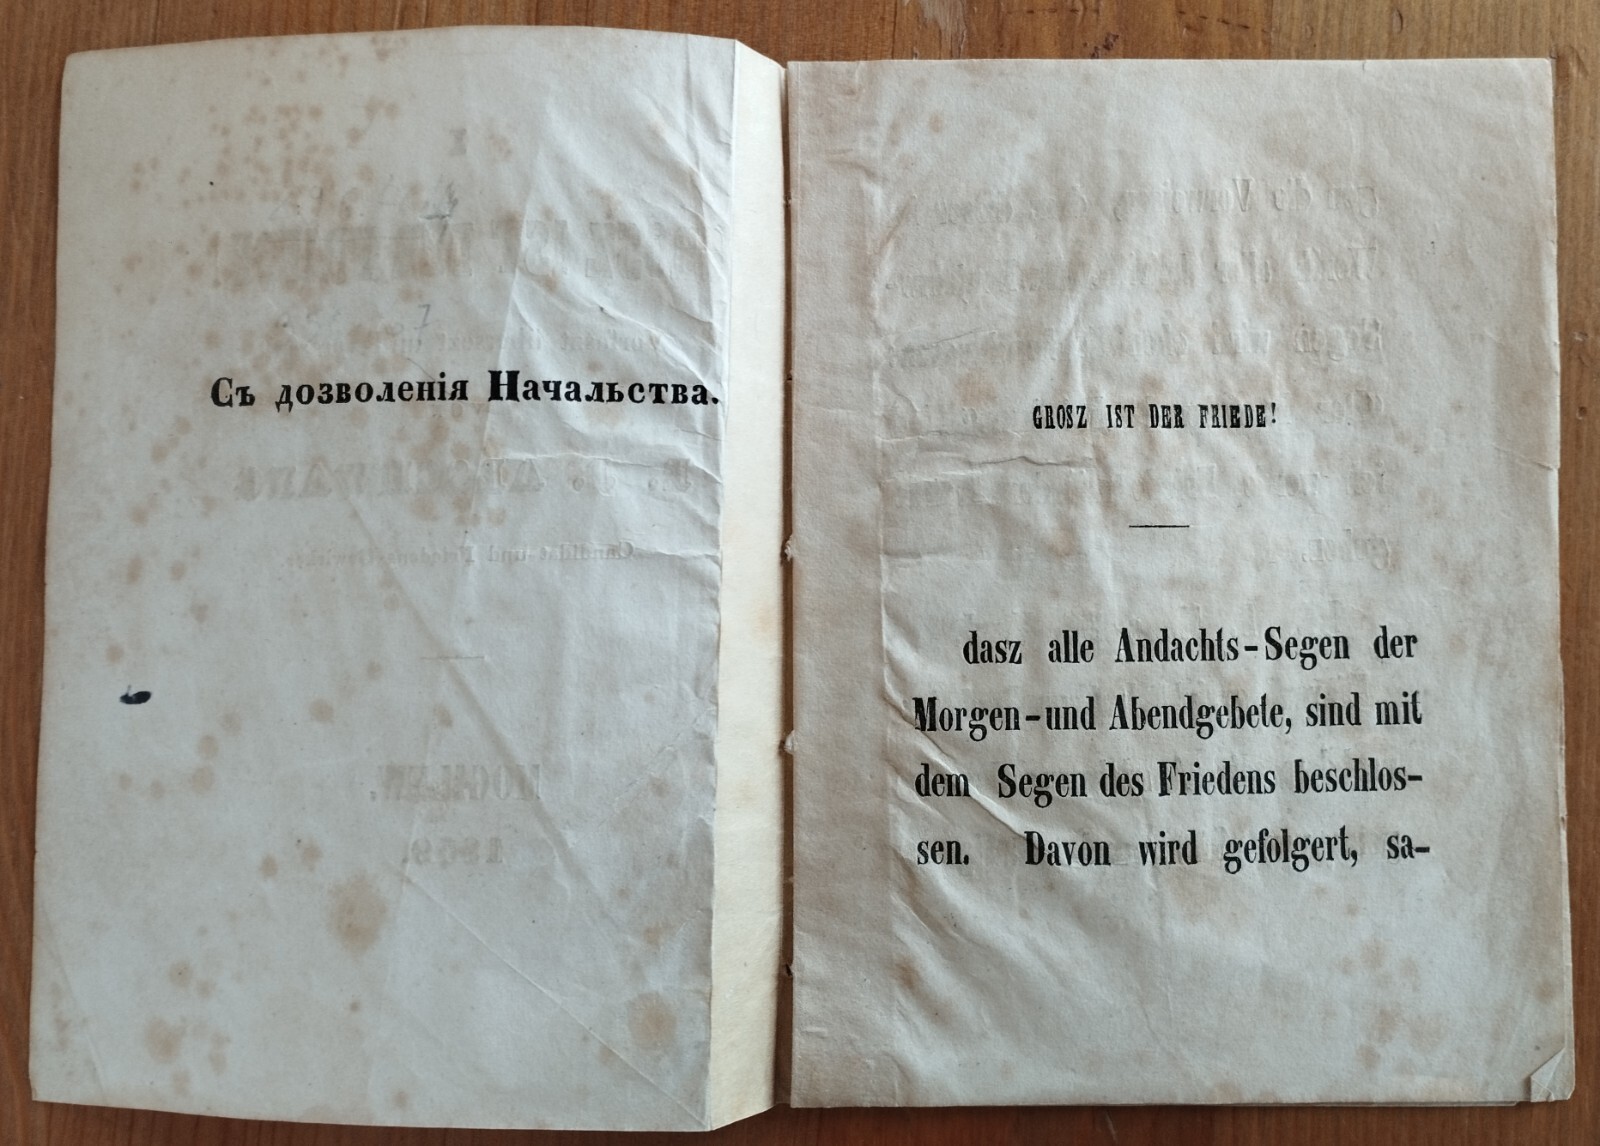 Съ дозволенія Начальства.
GROSZ IST DER FRIEDE!
dasz alle Andachts-Segen der
Morgen-und Abendgebete, sind mit
dem Segen des Friedens beschlos-
sen. Davon wird gefolgert, sa-